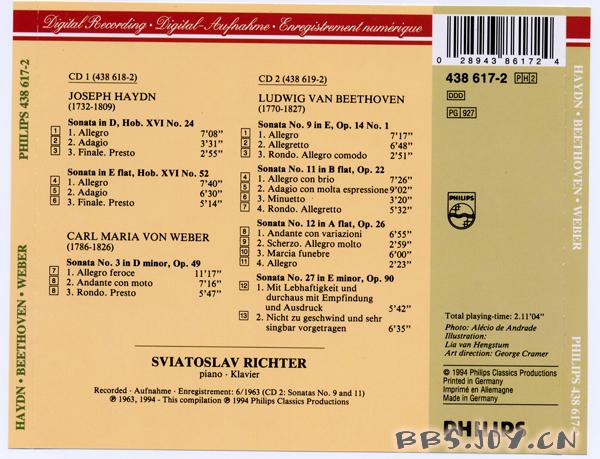 Digital Recording • Digital-Aufnahme • Enregistrement numérique
CD 1 (438 618-2)
JOSEPH HAYDN
(1732-1809)
Sonata in D, Hob. XVI No. 24
1 1. Allegro 7'08"
2 2. Adagio 3'31"
3 3. Finale. Presto 2'55"
Sonata in E flat, Hob. XVI No. 52
4 1. Allegro 7'40"
5 2. Adagio 6'30"
6 3. Finale. Presto 5'14"
CARL MARIA VON WEBER
(1786-1826)
Sonata No. 3 in D minor, Op. 49
7 1. Allegro feroce 11'17"
8 2. Andante con moto 7'16"
8 3. Rondo. Presto 5'47"
CD 2 (438 619-2)
LUDWIG VAN BEETHOVEN
(1770-1827)
Sonata No. 9 in E, Op. 14 No. 1
1 1. Allegro 7'17"
2 2. Allegretto 6'48"
3 3. Rondo. Allegro comodo 2'51"
Sonata No. 11 in B flat, Op. 22
4 1. Allegro con brio 7'26"
5 2. Adagio con molta espressione 9'02"
6 3. Minuetto 3'20"
7 4. Rondo. Allegretto 5'32"
Sonata No. 12 in A flat, Op. 26
8 1. Andante con variazioni 6'55"
9 2. Scherzo. Allegro molto 2'59"
10 3. Marcia funebre 6'00"
11 4. Allegro 2'23"
Sonata No. 27 in E minor, Op. 90
12 1. Mit Lebhaftigkeit und
durchaus mit Empfindung
und Ausdruck 5'42"
13 2. Nicht zu geschwind und sehr
singbar vorgetragen 6'35"
SVIATOSLAV RICHTER
piano · Klavier
Recorded · Aufnahme · Enregistrement: 6/1963 (CD 2: Sonatas No. 9 and 11)
℗ 1963, 1994 - This compilation ℗ 1994 Philips Classics Productions
0 28943 86172 4
438 617-2 PH 2
DDD
PG 927
PHILIPS
Total playing-time: 2.11'04"
Photo: Alécio de Andrade
Illustration:
Lia van Hengstum
Art direction: George Cramer
© 1994 Philips Classics Productions
Printed in Germany
Imprimé en Allemagne
Made in Germany
PHILIPS
HAYDN • BEETHOVEN • WEBER PHILIPS 438 617-2
HAYDN • BEETHOVEN • WEBER PHILIPS 438 617-
BBS.JOY.CN